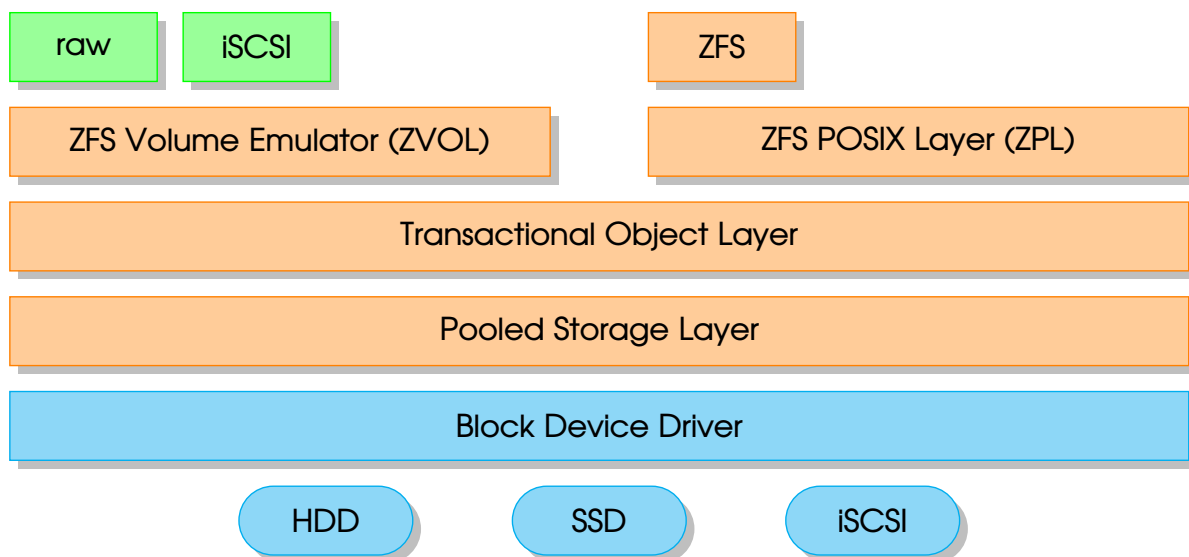 raw
iSCSI
ZFS
ZFS Volume Emulator (ZVOL)
ZFS POSIX Layer (ZPL)
Transactional Object Layer
Pooled Storage Layer
Block Device Driver
HDD
SSD
iSCSI